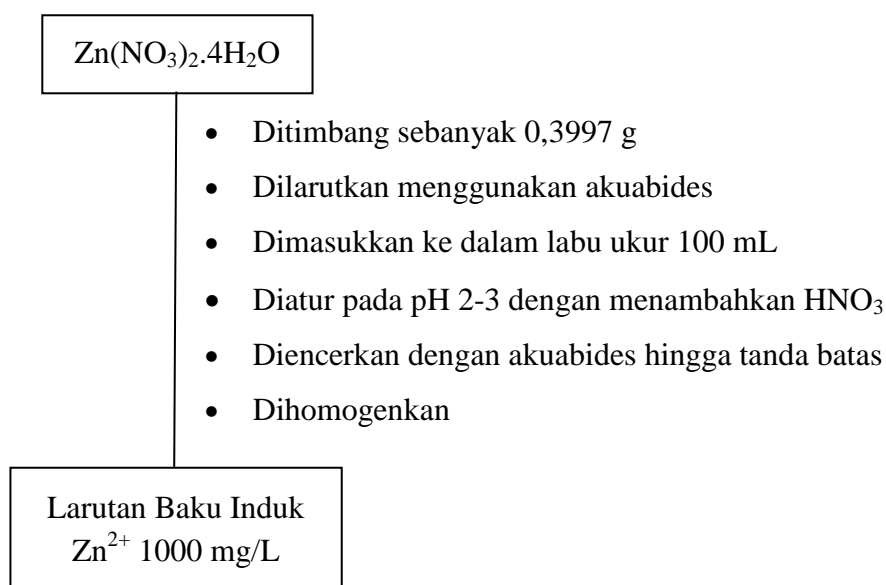 Zn(NO₃)₂.4H₂O
• Ditimbang sebanyak 0,3997 g
• Dilarutkan menggunakan akuabides
• Dimasukkan ke dalam labu ukur 100 mL
• Diatur pada pH 2-3 dengan menambahkan HNO₃
• Diencerkan dengan akuabides hingga tanda batas
• Dihomogenkan
Larutan Baku Induk
Zn²⁺ 1000 mg/L